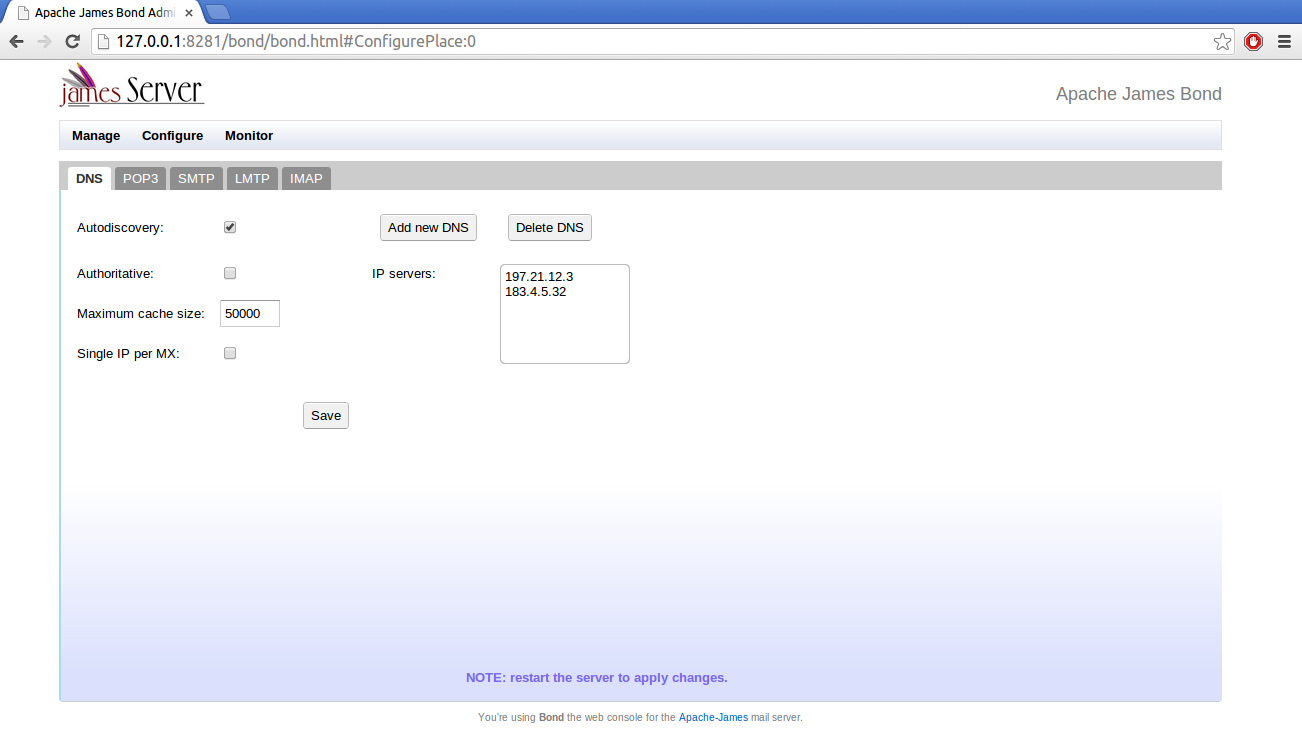 Apache James Bond Admi
127.0.0.1:8281/bond/bond.html#ConfigurePlace:0
james Server
Apache James Bond
Manage Configure Monitor
DNS POP3 SMTP LMTP IMAP
Autodiscovery: Add new DNS Delete DNS
Authoritative: IP servers: 197.21.12.3
183.4.5.32
Maximum cache size: 50000
Single IP per MX:
Save
NOTE: restart the server to apply changes.
You're using Bond the web console for the Apache-James mail server.